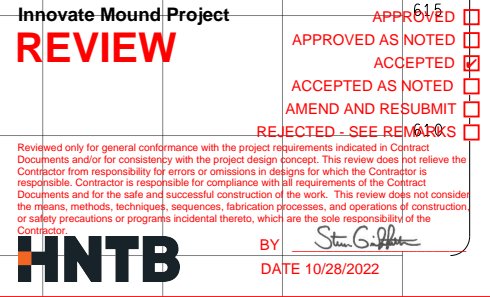 Innovate Mound Project
REVIEW
615
APPROVED
APPROVED AS NOTED
ACCEPTED ✓
ACCEPTED AS NOTED
AMEND AND RESUBMIT
610
REJECTED - SEE REMARKS
Reviewed only for general conformance with the project requirements indicated in Contract
Documents and/or for consistency with the project design concept. This review does not relieve the
Contractor from responsibility for errors or omissions in designs for which the Contractor is
responsible. Contractor is responsible for compliance with all requirements of the Contract
Documents and for the safe and successful construction of the work. This review does not consider
the means, methods, techniques, sequences, fabrication processes, and operations of construction,
or safety precautions or programs incidental thereto, which are the sole responsibility of the
Contractor.
HNTB
BY
DATE 10/28/2022